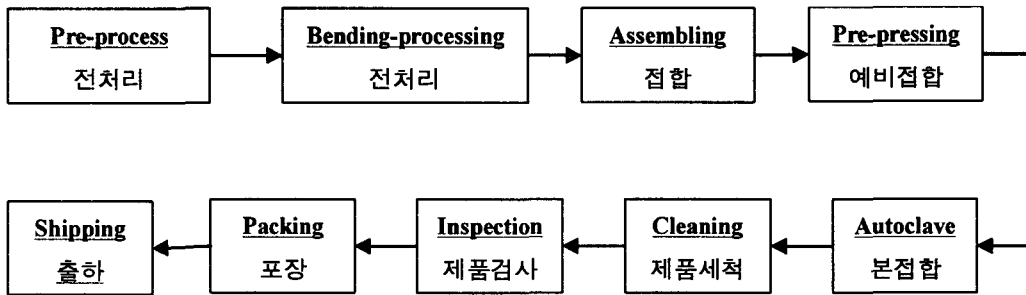 Pre-process
전처리
Bending-processing
전처리
Assembling
접합
Pre-pressing
예비접합
Autoclave
본접합
Cleaning
제품세척
Inspection
제품검사
Packing
포장
Shipping
출하